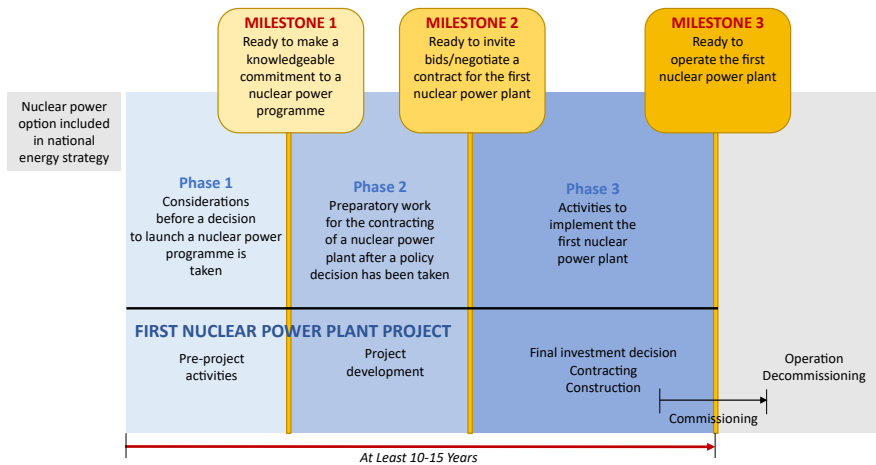 MILESTONE 1
Ready to make a
knowledgeable
commitment to a
nuclear power
programme
MILESTONE 2
Ready to invite
bids/negotiate a
contract for the first
nuclear power plant
MILESTONE 3
Ready to
operate the first
nuclear power plant
Nuclear power
option included
in national
energy strategy
Phase 1
Considerations
before a decision
to launch a nuclear power
programme is
taken
Phase 2
Preparatory work
for the contracting
of a nuclear power
plant after a policy
decision has been taken
Phase 3
Activities to
implement the
first nuclear
power plant
FIRST NUCLEAR POWER PLANT PROJECT
Pre-project
activities
Project
development
Final investment decision
Contracting
Construction
Commissioning
Operation
Decommissioning
At Least 10-15 Years